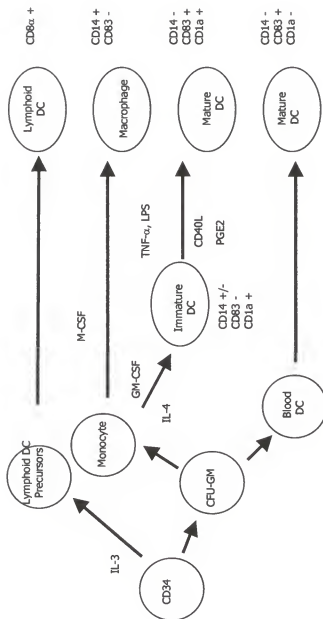 CD8α +
Lymphoid
DC
Lymphoid DC
Precursors
IL-3
CD14 +
CD83 -
Macrophage
M-CSF
Monocyte
CD14 -
CD83 +
CD1a +
Mature
DC
TNF-α, LPS
CD40L
PGE2
Immature
DC
CD14 +/-
CD83 -
CD1a +
GM-CSF
IL-4
CFU-GM
CD34
CD14 -
CD83 +
CD1a -
Mature
DC
Blood
DC